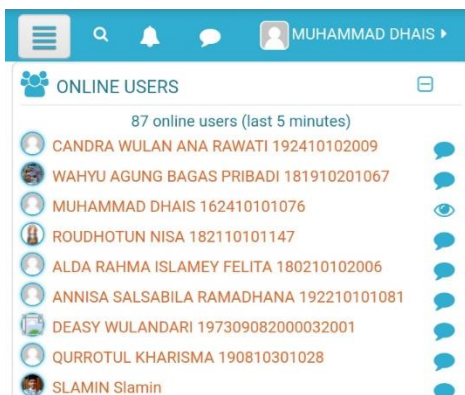 MUHAMMAD DHAIS
ONLINE USERS
87 online users (last 5 minutes)
CANDRA WULAN ANA RAWATI 192410102009
WAHYU AGUNG BAGAS PRIBADI 181910201067
MUHAMMAD DHAIS 162410101076
ROUDHOTUN NISA 182110101147
ALDA RAHMA ISLAMEY FELITA 180210102006
ANNISA SALSABILA RAMADHANA 192210101081
DEASY WULANDARI 197309082000032001
QURROTUL KHARISMA 190810301028
SLAMIN Slamin